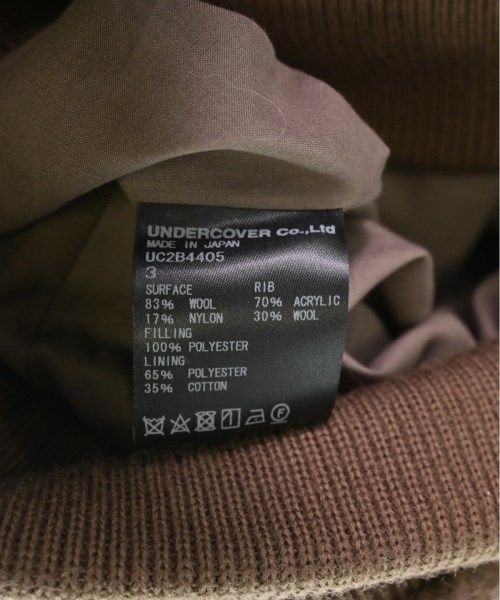 UNDERCOVER Co.,Ltd
MADE IN JAPAN
UC2B4405
3
SURFACE RIB
83% WOOL 70% ACRYLIC
17% NYLON 30% WOOL
FILLING
100% POLYESTER
LINING
65% POLYESTER
35% COTTON